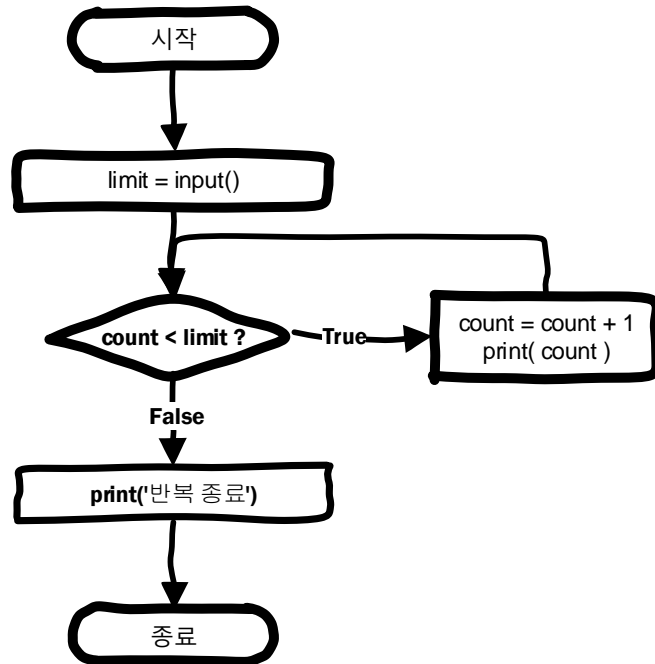 시작
limit = input()
count < limit ?
True
count = count + 1
print( count )
False
print('반복 종료')
종료